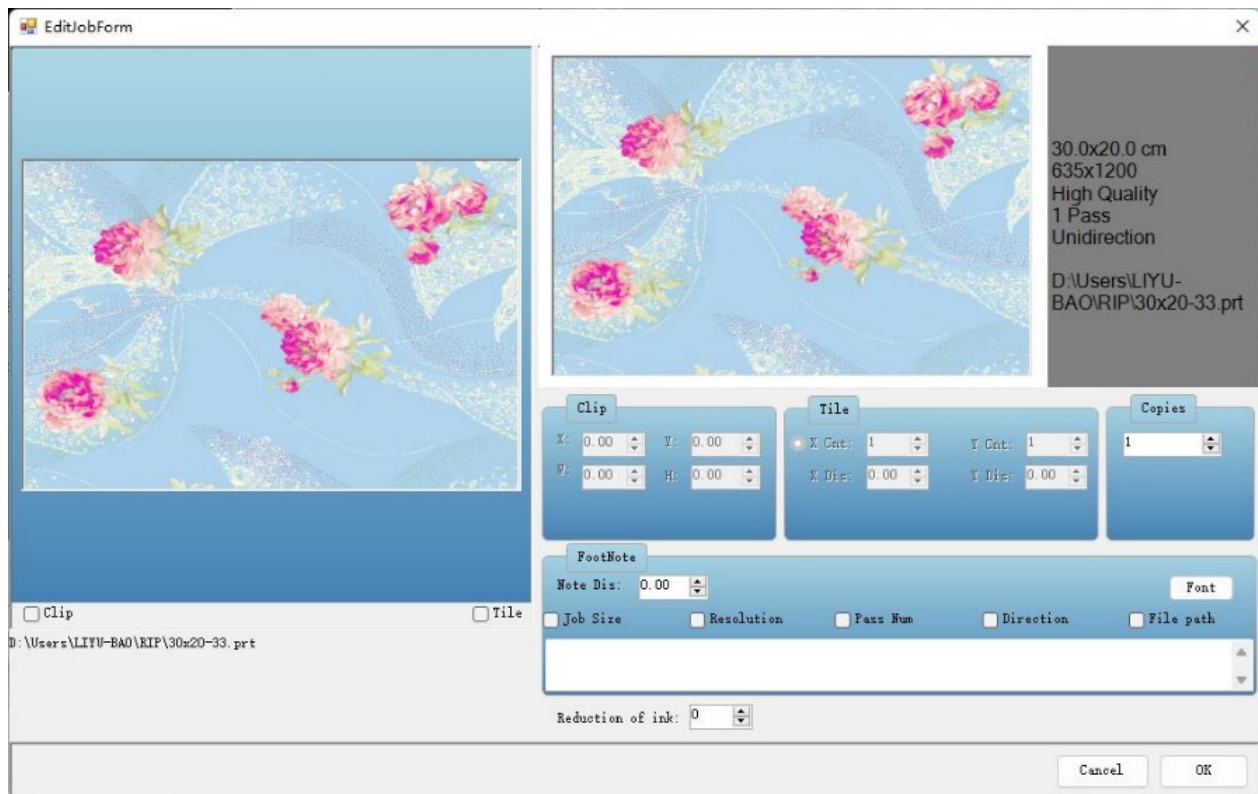 EditJobForm
30.0x20.0 cm
635x1200
High Quality
1 Pass
Unidirection
D:\Users\LIYU-
BAO\RIP\30x20-33.prt
Clip
X: 0.00 Y: 0.00
W: 0.00 H: 0.00
Tile
X Cnt: 1 Y Cnt: 1
X Dis: 0.00 Y Dis: 0.00
Copies
1
FootNote
Note Dis: 0.00 Font
Job Size Resolution Pass Num Direction File path
Clip Tile
D:\Users\LIYU-BAO\RIP\30x20-33.prt
Reduction of ink: 0
Cancel OK